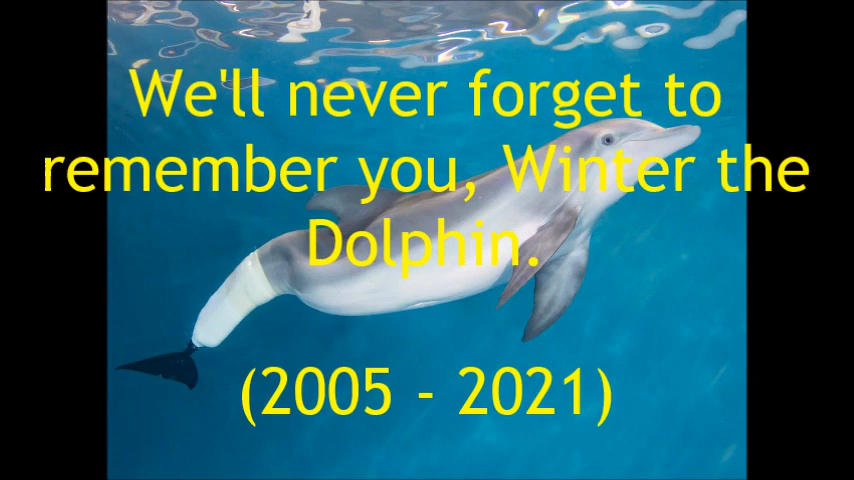 We'll never forget to
remember you, Winter the
Dolphin.
(2005 - 2021)